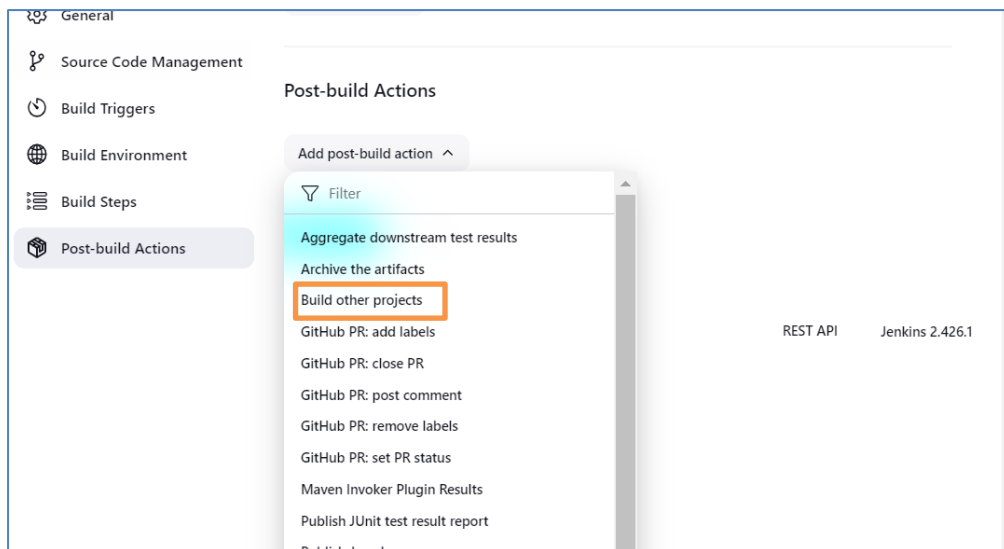 General
Source Code Management
Build Triggers
Build Environment
Build Steps
Post-build Actions
Post-build Actions
Add post-build action
Filter
Aggregate downstream test results
Archive the artifacts
Build other projects
GitHub PR: add labels
GitHub PR: close PR
GitHub PR: post comment
GitHub PR: remove labels
GitHub PR: set PR status
Maven Invoker Plugin Results
Publish JUnit test result report
REST API
Jenkins 2.426.1